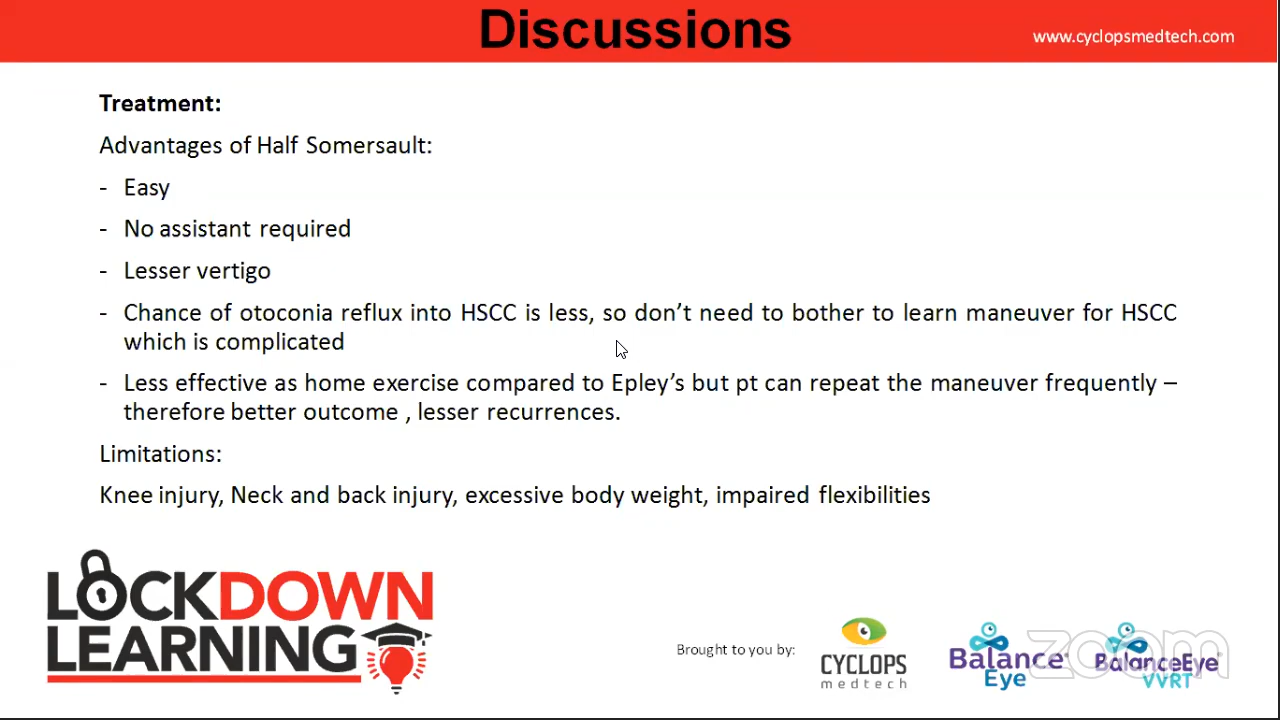 Discussions
www.cyclopsmedtech.com
Treatment:
Advantages of Half Somersault:
- Easy
- No assistant required
- Lesser vertigo
- Chance of otoconia reflux into HSCC is less, so don’t need to bother to learn maneuver for HSCC
which is complicated
- Less effective as home exercise compared to Epley’s but pt can repeat the maneuver frequently –
therefore better outcome , lesser recurrences.
Limitations:
Knee injury, Neck and back injury, excessive body weight, impaired flexibilities
LOCKDOWN
LEARNING
Brought to you by:
CYCLOPS
medtech
Balance
Eye
zoom
BalanceEye
VVRT